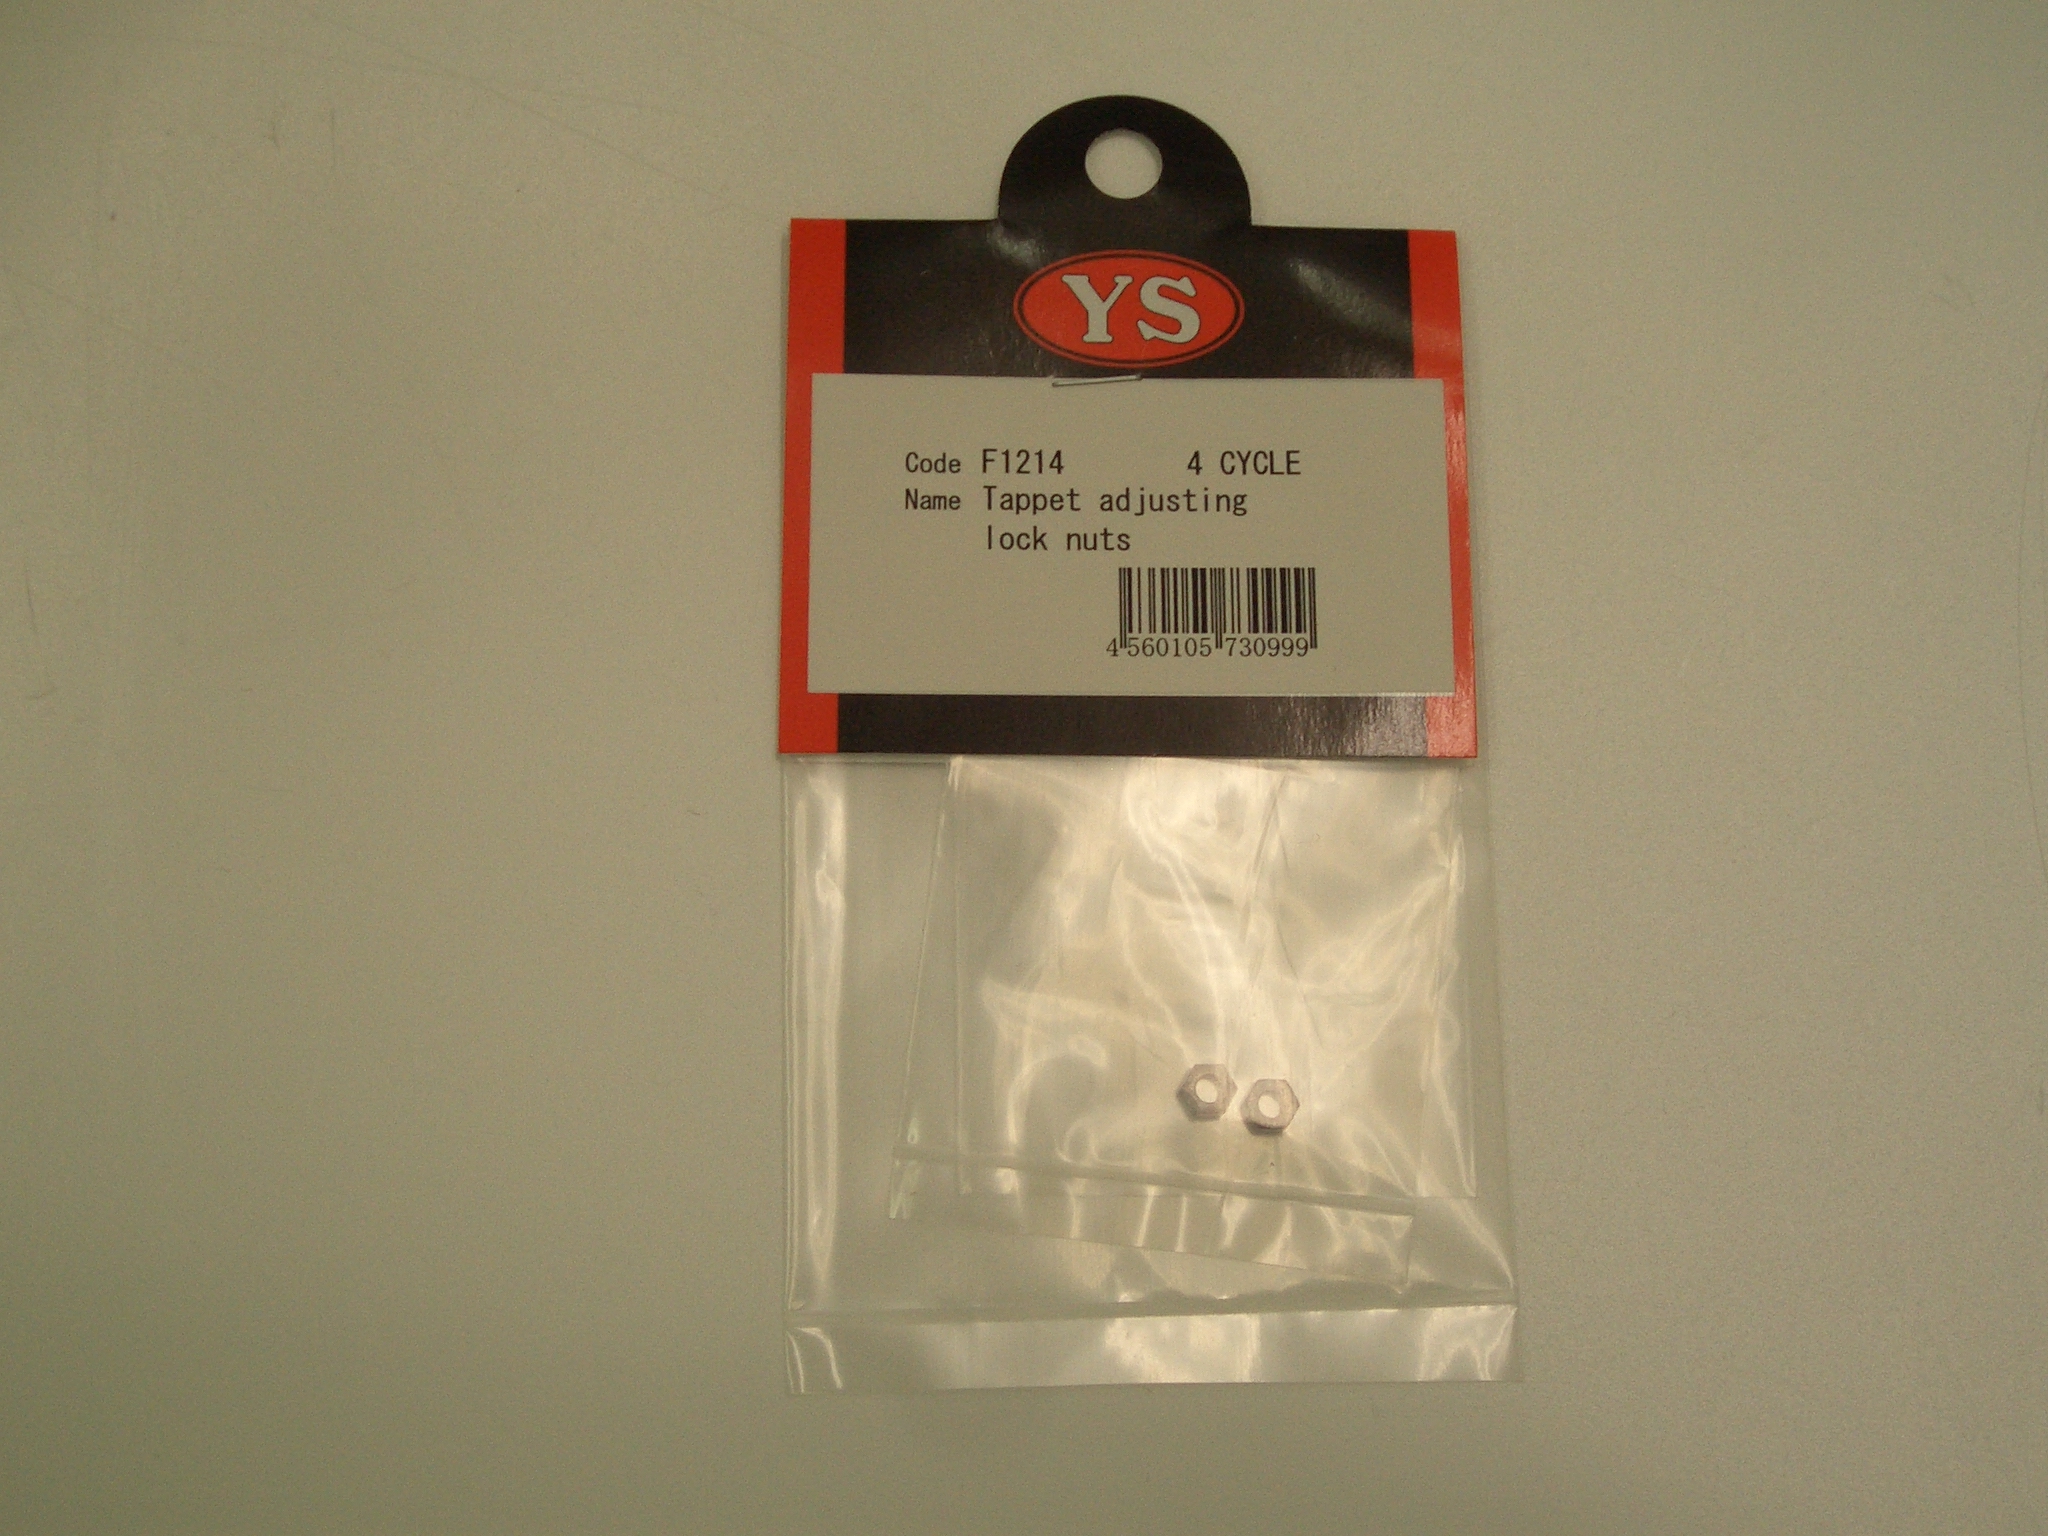 YS
Code F1214 4 CYCLE
Name Tappet adjusting
lock nuts
4 560105 730999